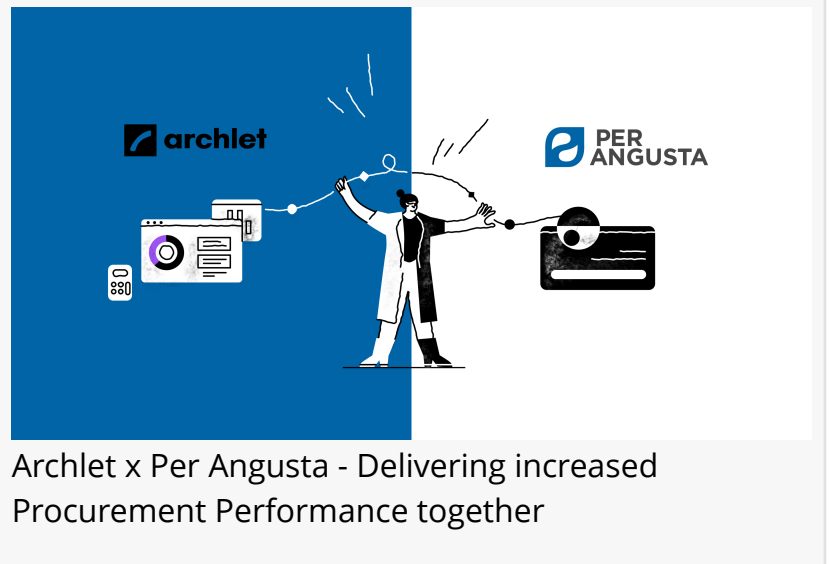 archlet
PER
ANGUSTA
Archlet x Per Angusta - Delivering increased
Procurement Performance together